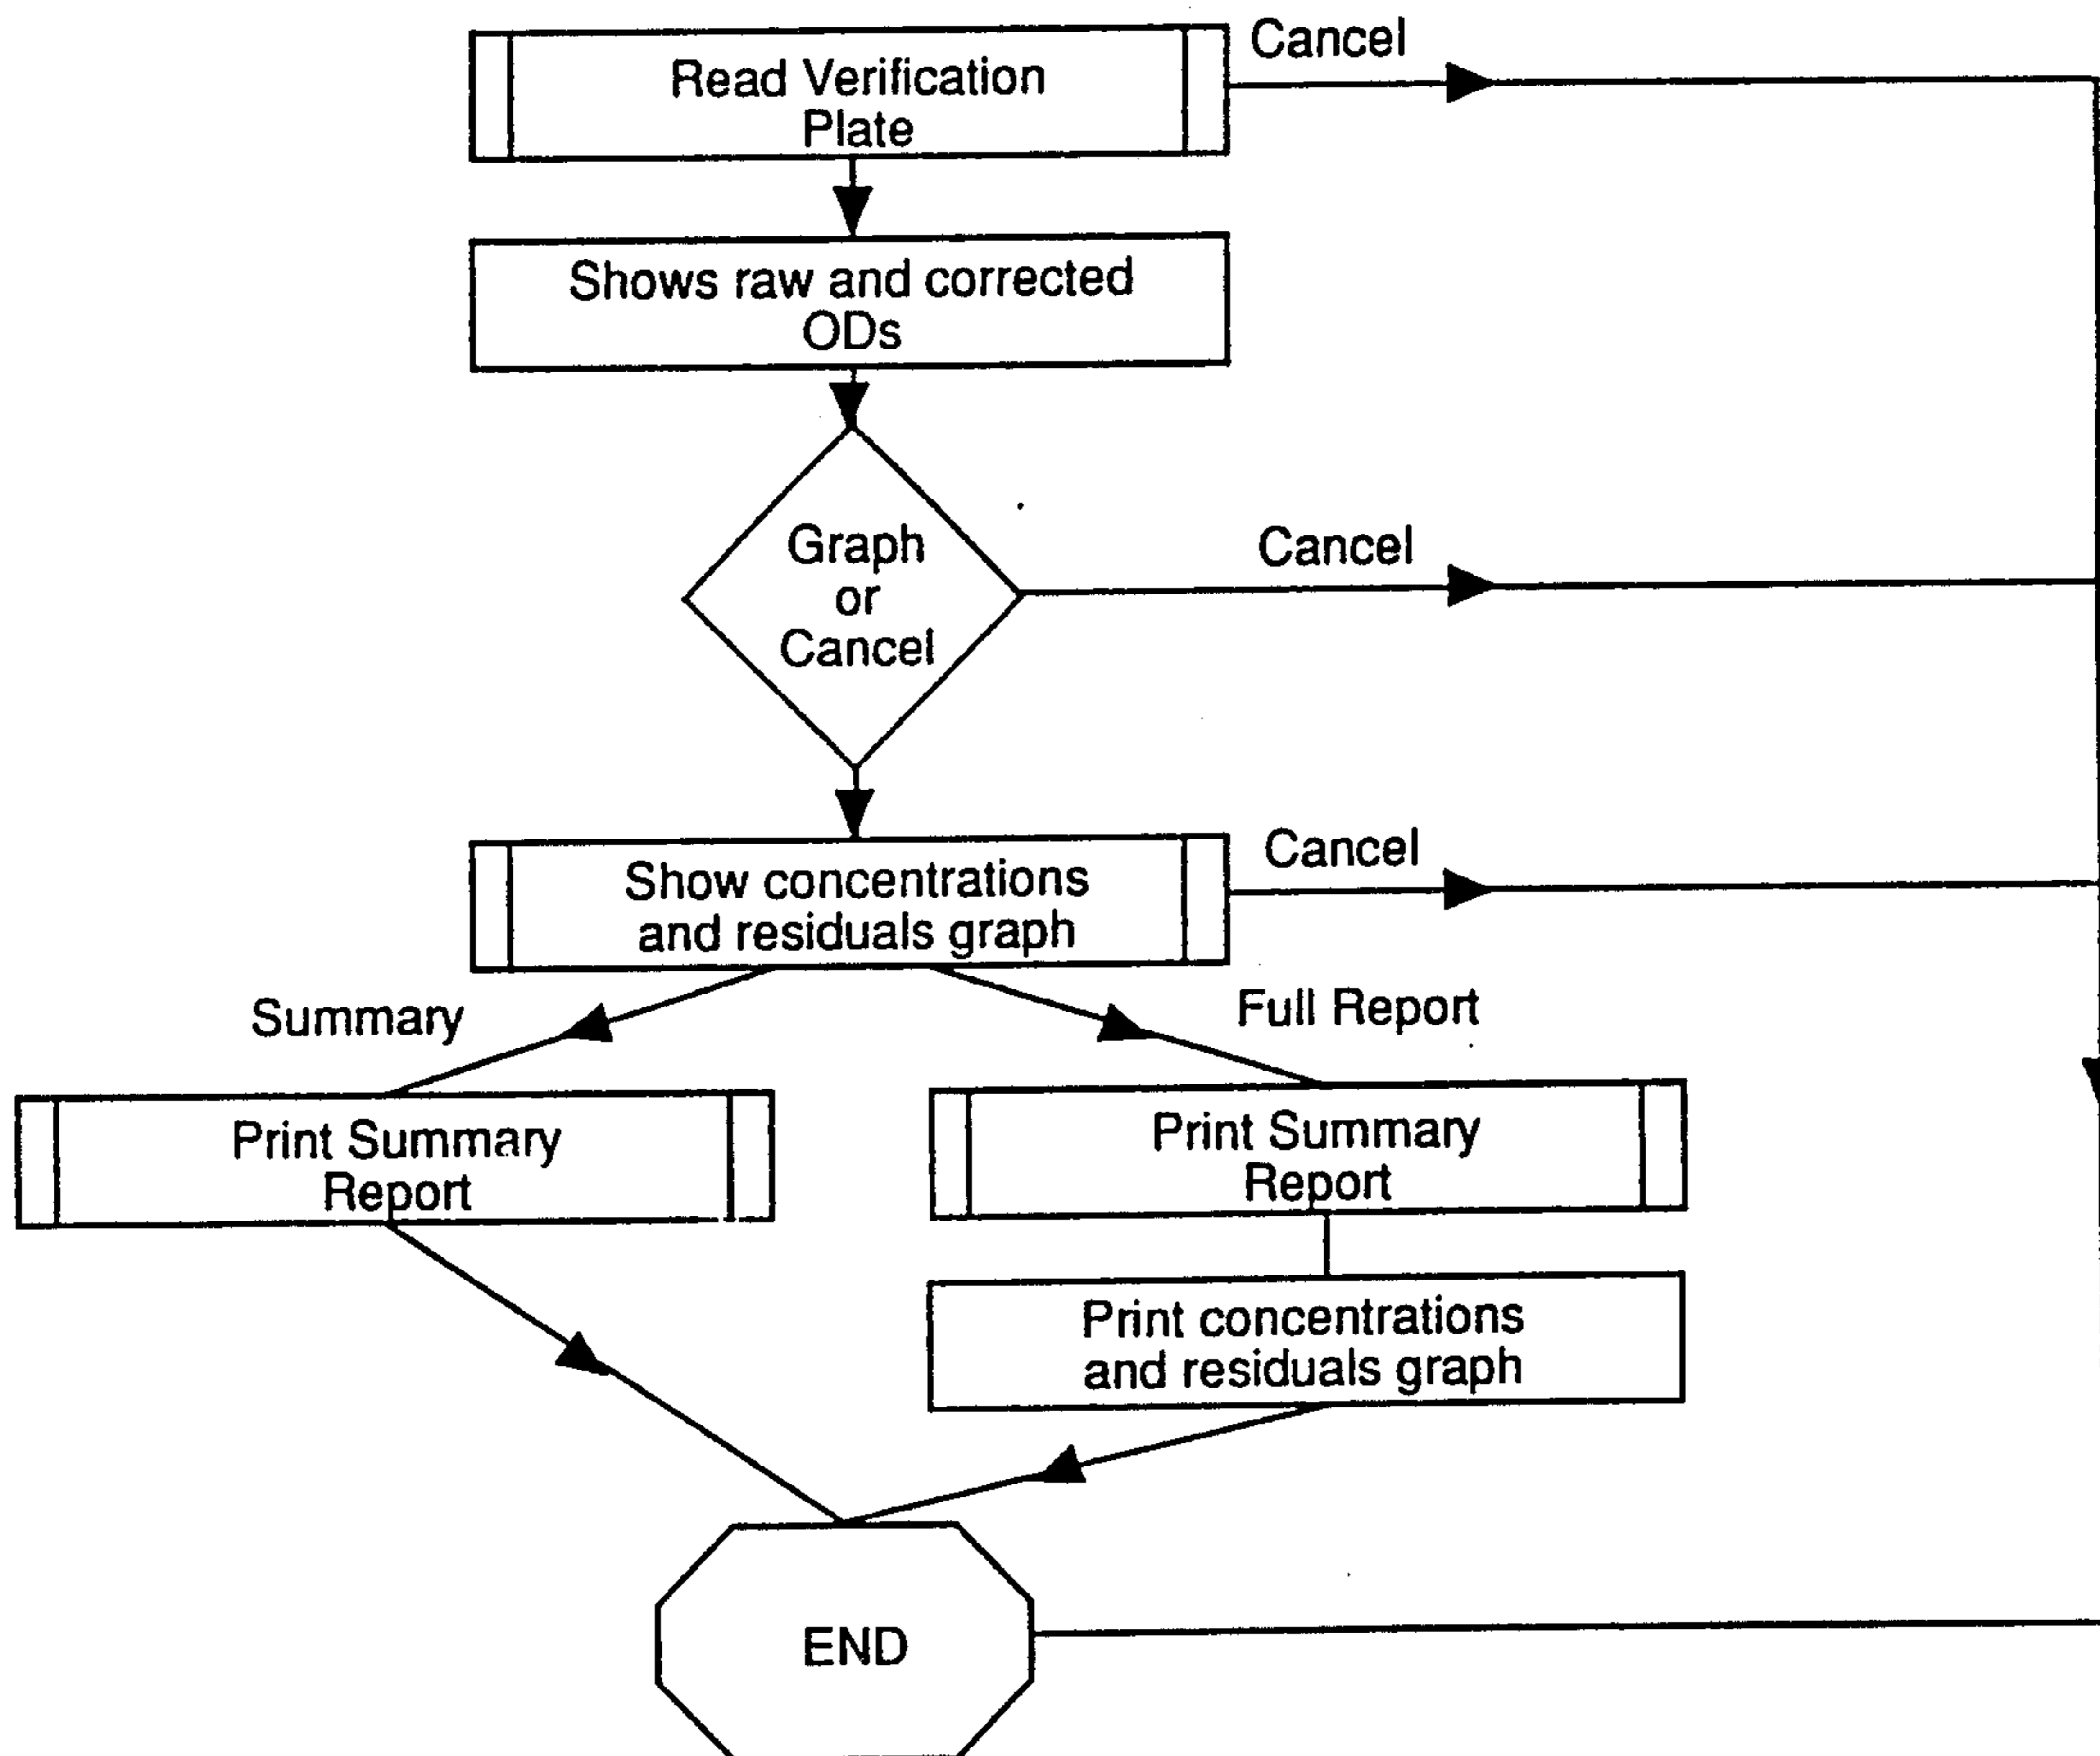 Cancel
Read Verification
Plate
Shows raw and corrected
ODs
Graph
or
Cancel
Cancel
Cancel
Show concentrations
and residuals graph
Summary
Full Report
Print Summary
Report
Print Summary
Report
Print concentrations
and residuals graph
END